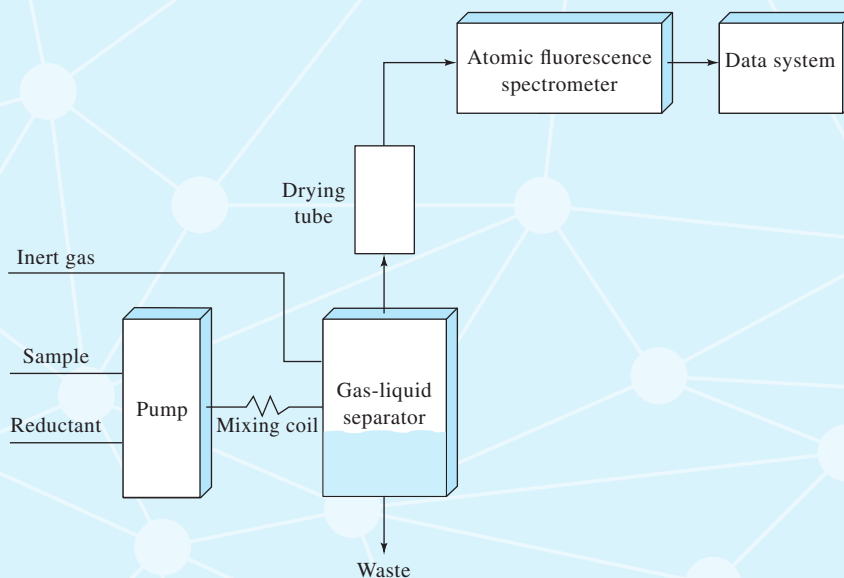 Atomic fluorescence
spectrometer
Data system
Drying
tube
Inert gas
Sample
Reductant
Pump
Mixing coil
Gas-liquid
separator
Waste